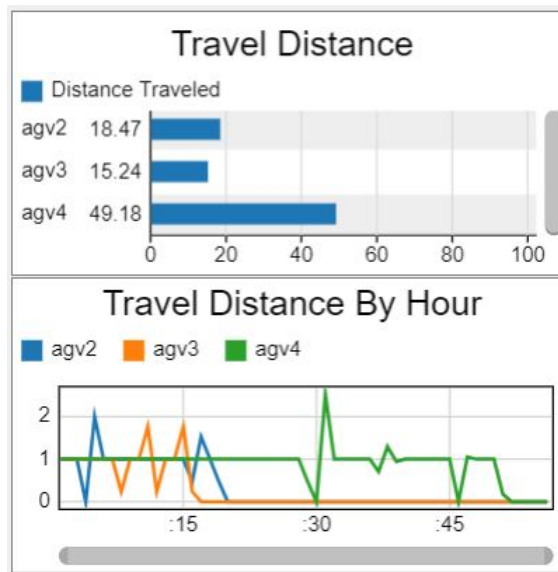 Travel Distance
Distance Traveled
agv2 18.47
agv3 15.24
agv4 49.18
0 20 40 60 80 100
Travel Distance By Hour
agv2 agv3 agv4
2
1
0
:15 :30 :45